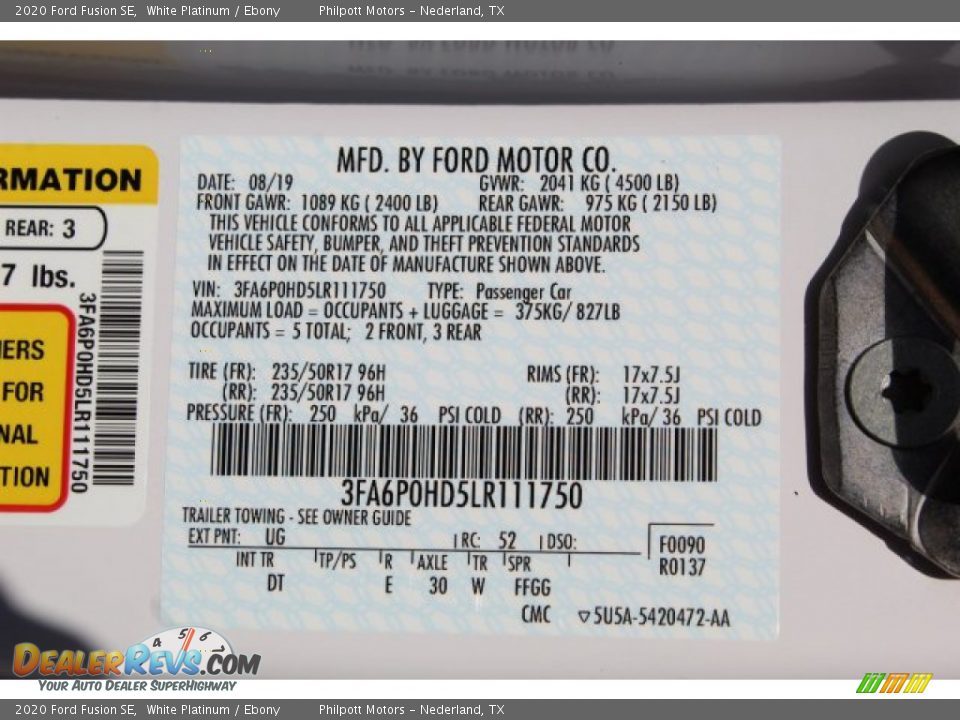 2020 Ford Fusion SE, White Platinum / Ebony Philpott Motors - Nederland, TX
MFD. BY FORD MOTOR CO.
DATE: 08/19 GVWR: 2041 KG ( 4500 LB)
FRONT GAWR: 1089 KG ( 2400 LB) REAR GAWR: 975 KG ( 2150 LB)
THIS VEHICLE CONFORMS TO ALL APPLICABLE FEDERAL MOTOR
VEHICLE SAFETY, BUMPER, AND THEFT PREVENTION STANDARDS
IN EFFECT ON THE DATE OF MANUFACTURE SHOWN ABOVE.
VIN: 3FA6P0HD5LR111750 TYPE: Passenger Car
MAXIMUM LOAD = OCCUPANTS + LUGGAGE = 375KG/ 827LB
OCCUPANTS = 5 TOTAL; 2 FRONT, 3 REAR
TIRE (FR): 235/50R17 96H RIMS (FR): 17x7.5J
(RR): 235/50R17 96H (RR): 17x7.5J
PRESSURE (FR): 250 kPa/ 36 PSI COLD (RR): 250 kPa/ 36 PSI COLD
3FA6P0HD5LR111750
TRAILER TOWING - SEE OWNER GUIDE
EXT PNT: UG RC: 52 DSO: F0090
R0137
INT TR TP/PS R AXLE TR SPR
DT E 30 W FFGG
CMC ▽5U5A-5420472-AA
RMATION
REAR: 3
7 lbs.
3FA6P0HD5LR111750
IERS
FOR
NAL
TION
4 5 6
DEALERREVS.COM
YOUR AUTO DEALER SUPERHIGHWAY
2020 Ford Fusion SE, White Platinum / Ebony Philpott Motors - Nederland, TX